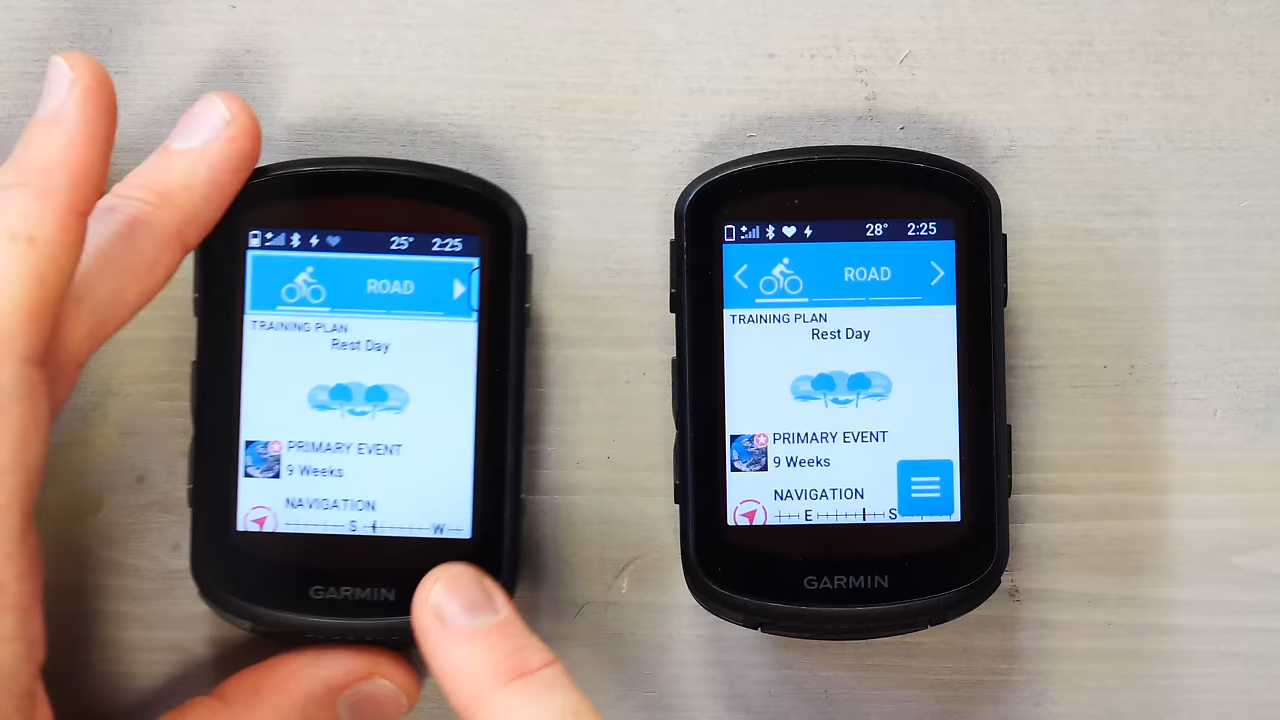 25° 2:25
ROAD
TRAINING PLAN
Rest Day
PRIMARY EVENT
9 Weeks
NAVIGATION
S W
GARMIN
28° 2:25
ROAD
TRAINING PLAN
Rest Day
PRIMARY EVENT
9 Weeks
NAVIGATION
E S
GARMIN